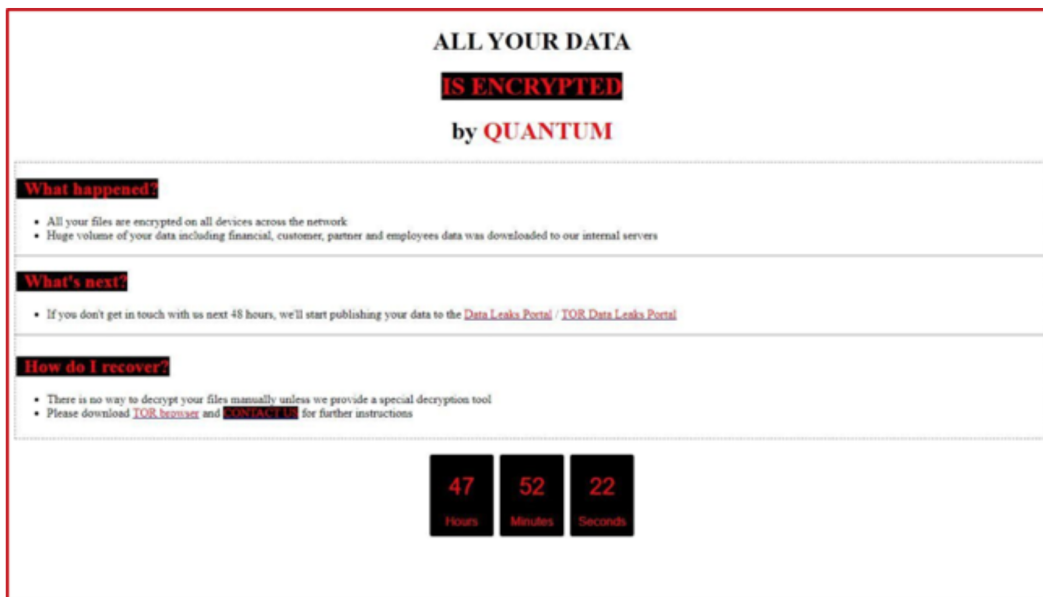 ALL YOUR DATA
IS ENCRYPTED
by QUANTUM
What happened?
• All your files are encrypted on all devices across the network
• Huge volume of your data including financial, customer, partner and employees data was downloaded to our internal servers
What's next?
• If you don't get in touch with us next 48 hours, we'll start publishing your data to the Data Leaks Portal / TOR Data Leaks Portal
How do I recover?
• There is no way to decrypt your files manually unless we provide a special decryption tool
• Please download TOR browser and CONTACT US for further instructions
47 52 22
Hours Minutes Seconds